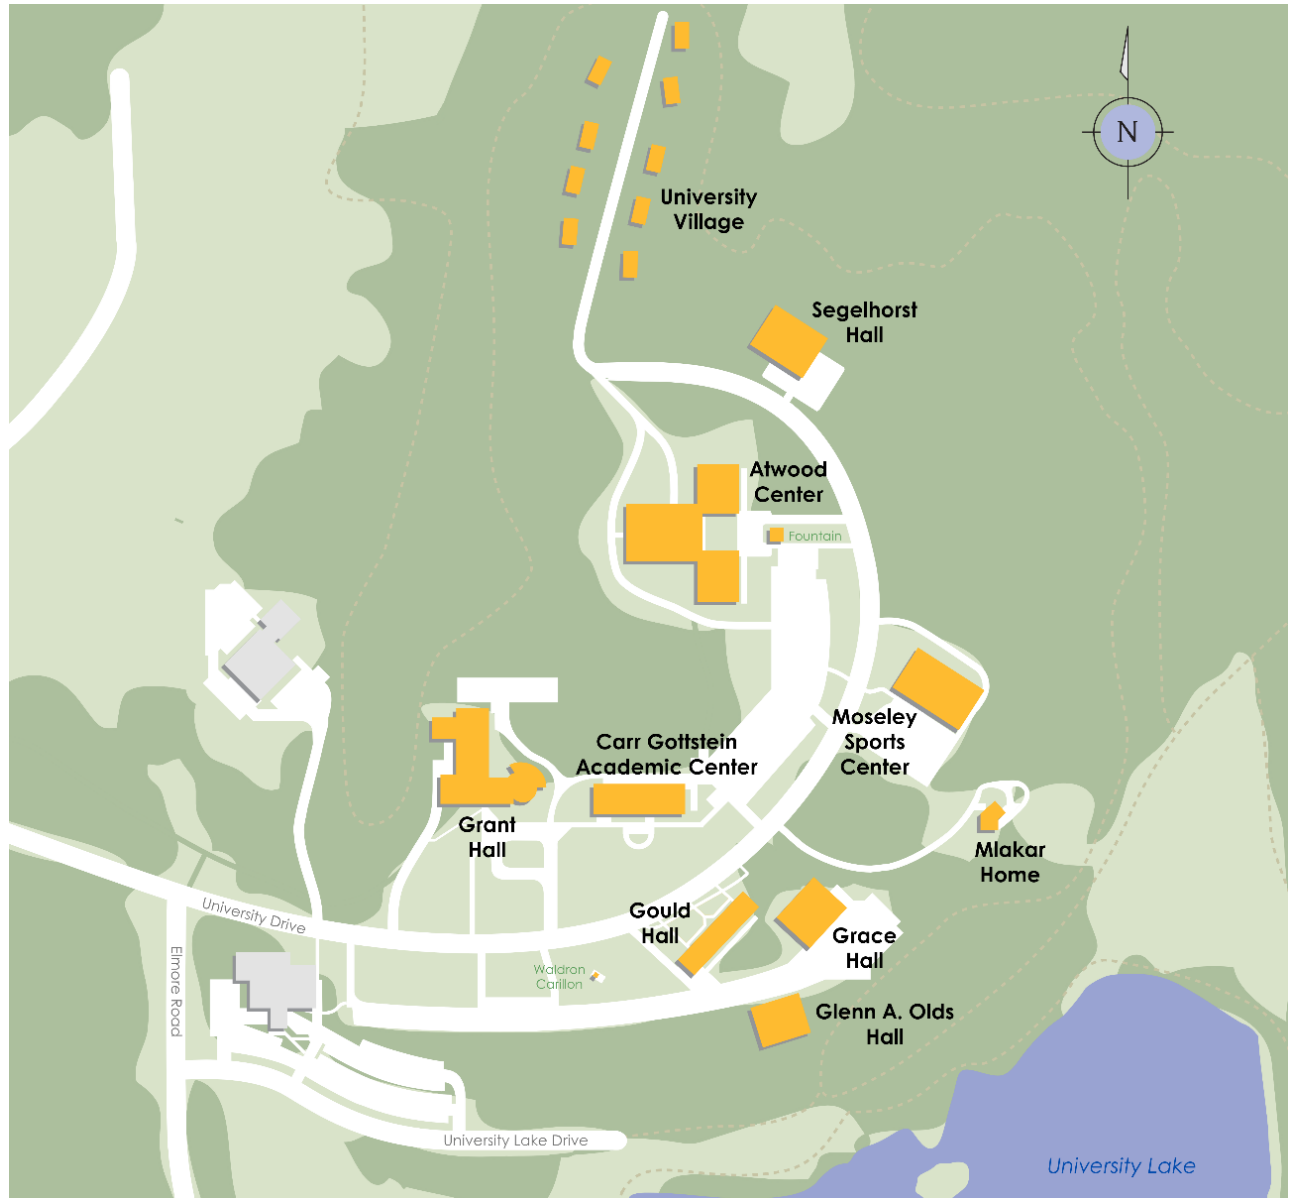 N
University
Village
Segelhorst
Hall
Atwood
Center
Fountain
Moseley
Sports
Center
Carr Gottstein
Academic Center
Grant
Hall
Mlakar
Home
Gould
Hall
Grace
Hall
University Drive
Elmore Road
Waldron
Carillon
Glenn A. Olds
Hall
University Lake Drive
University Lake